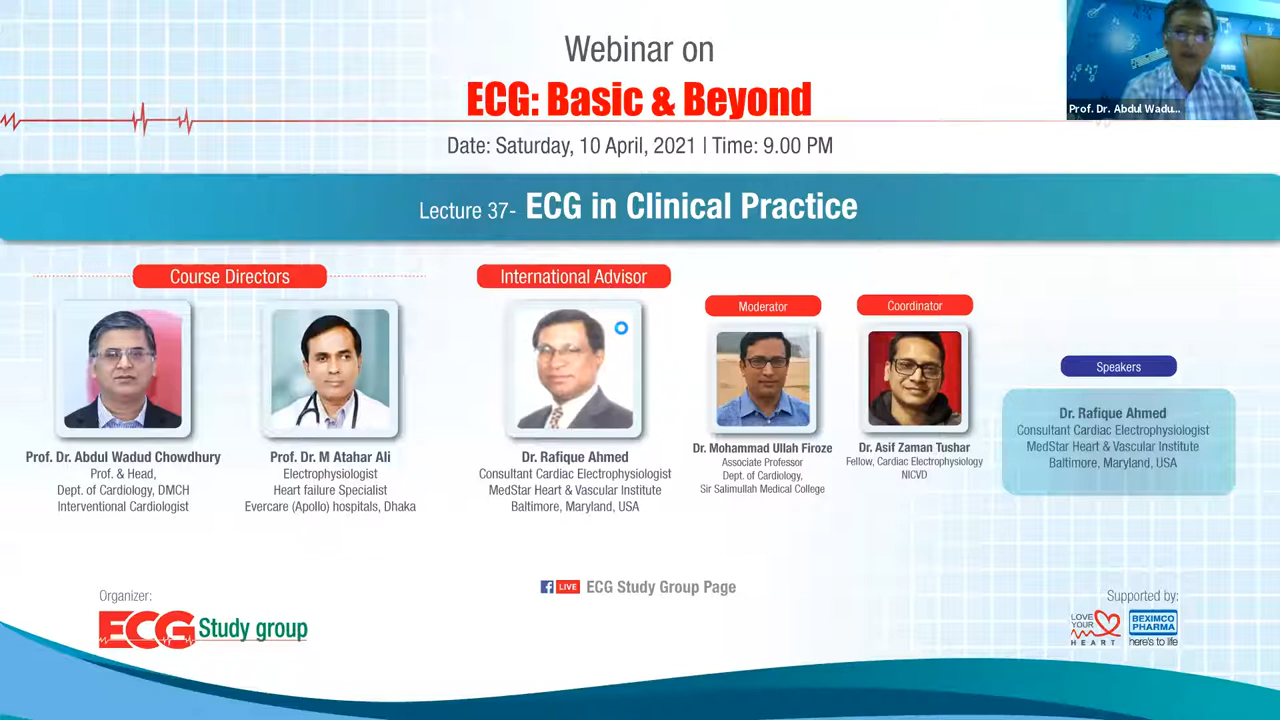 Webinar on
ECG: Basic & Beyond
Date: Saturday, 10 April, 2021 | Time: 9.00 PM
Prof. Dr. Abdul Wadu...
Lecture 37- ECG in Clinical Practice
Course Directors
Prof. Dr. Abdul Wadud Chowdhury
Prof. & Head,
Dept. of Cardiology, DMCH
Interventional Cardiologist
Prof. Dr. M Atahar Ali
Electrophysiologist
Heart failure Specialist
Evercare (Apollo) hospitals, Dhaka
International Advisor
Dr. Rafique Ahmed
Consultant Cardiac Electrophysiologist
MedStar Heart & Vascular Institute
Baltimore, Maryland, USA
Moderator
Dr. Mohammad Ullah Firoze
Associate Professor
Dept. of Cardiology,
Sir Salimullah Medical College
Coordinator
Dr. Asif Zaman Tushar
Fellow, Cardiac Electrophysiology
NICVD
Speakers
Dr. Rafique Ahmed
Consultant Cardiac Electrophysiologist
MedStar Heart & Vascular Institute
Baltimore, Maryland, USA
f LIVE ECG Study Group Page
Organizer:
ECG Study group
Supported by:
LOVE
YOUR
HEART
BEXIMCO
PHARMA
here's to life